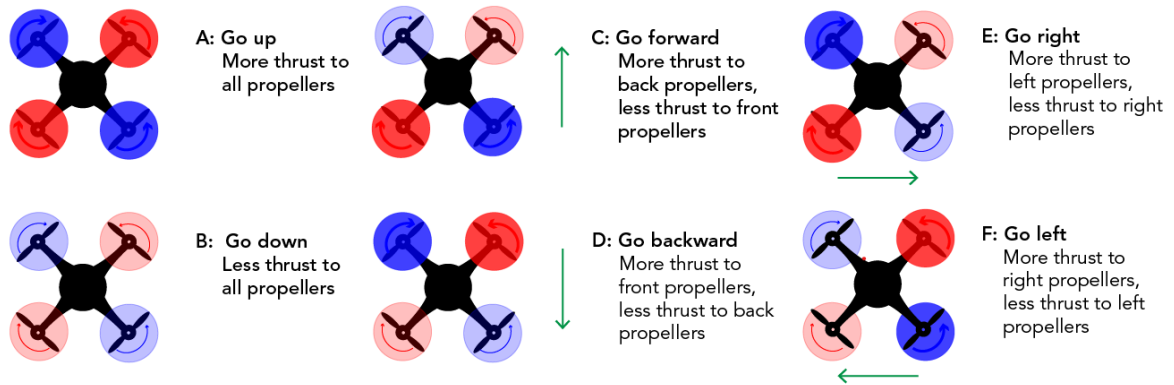 A: Go up
More thrust to
all propellers
B: Go down
Less thrust to
all propellers
C: Go forward
More thrust to
back propellers,
less thrust to front
propellers
D: Go backward
More thrust to
front propellers,
less thrust to back
propellers
E: Go right
More thrust to
left propellers,
less thrust to right
propellers
F: Go left
More thrust to
right propellers,
less thrust to left
propellers